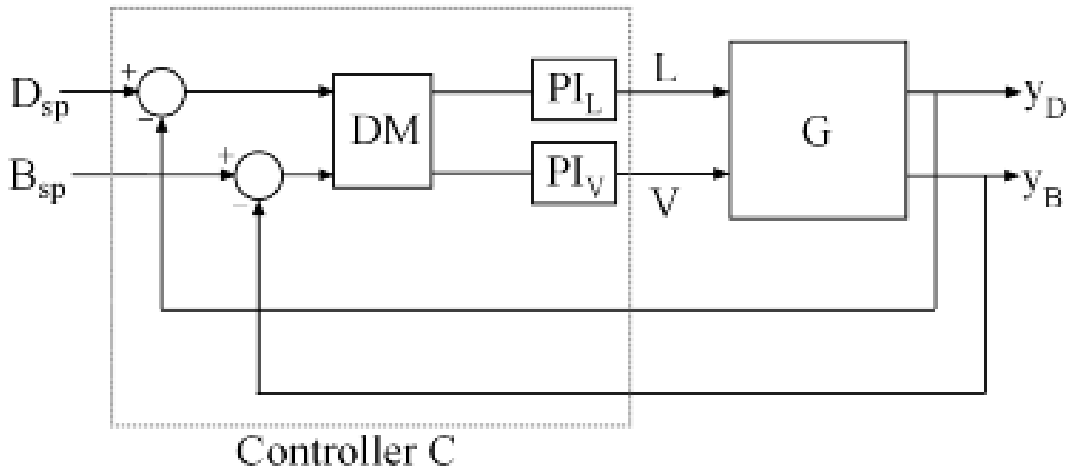 D_sp
+
−
B_sp
+
−
DM
PI_L
PI_V
L
V
G
y_D
y_B
Controller C